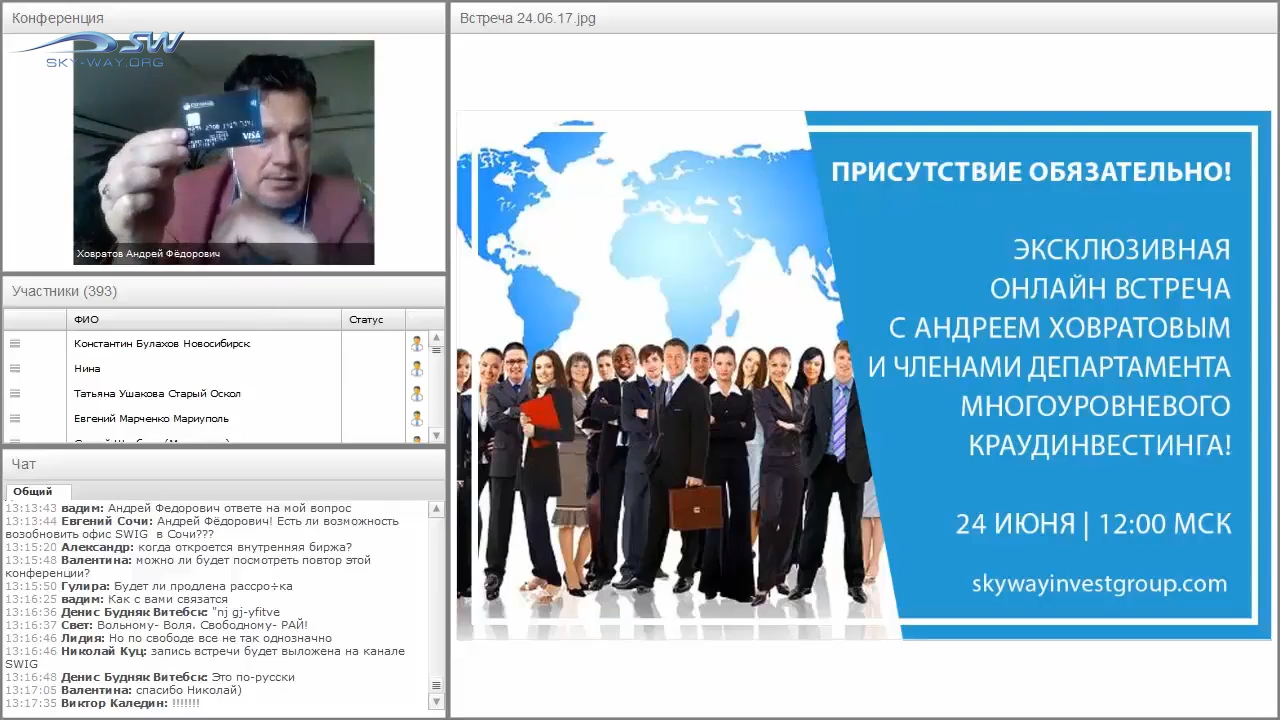 Конференция
SW
SKY-WAY.ORG
VISA
Ховратов Андрей Фёдорович
Участники (393)
ФИО Статус
Константин Булахов Новосибирск
Нина
Татьяна Ушакова Старый Оскол
Евгений Марченко Мариуполь
Чат
Общий
13:13:43 вадим: Андрей Федорович ответе на мой вопрос
13:13:44 Евгений Сочи: Андрей Фёдорович! Есть ли возможность
возобновить офис SWIG в Сочи???
13:15:20 Александр: когда откроется внутренняя биржа?
13:15:48 Валентина: можно ли будет посмотреть повтор этой
конференции?
13:15:50 Гулира: Будет ли продлена рассро÷ка
13:16:25 вадим: Как с вами связатся
13:16:36 Денис Будняк Витебск: "nj gj-yfitve
13:16:37 Свет: Вольному- Воля. Свободному- РАЙ!
13:16:46 Лидия: Но по свободе все не так однозначно
13:16:46 Николай Куц: запись встречи будет выложена на канале
SWIG
13:16:48 Денис Будняк Витебск: Это по-русски
13:17:05 Валентина: спасибо Николай)
13:17:35 Виктор Каледин: !!!!!!!
Встреча 24.06.17.jpg
ПРИСУТСТВИЕ ОБЯЗАТЕЛЬНО!
ЭКСКЛЮЗИВНАЯ
ОНЛАЙН ВСТРЕЧА
С АНДРЕЕМ ХОВРАТОВЫМ
И ЧЛЕНАМИ ДЕПАРТАМЕНТА
МНОГОУРОВНЕВОГО
КРАУДИНВЕСТИНГА!
24 ИЮНЯ | 12:00 МСК
skywayinvestgroup.com